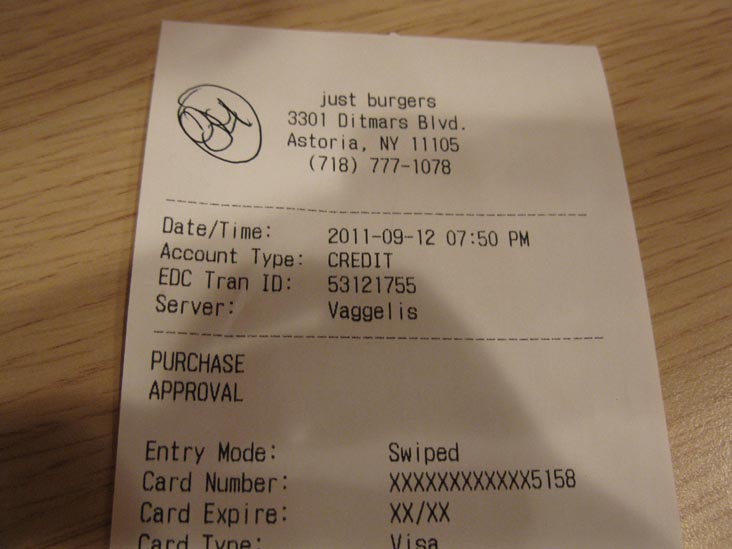 just burgers
3301 Ditmars Blvd.
Astoria, NY 11105
(718) 777-1078
Date/Time: 2011-09-12 07:50 PM
Account Type: CREDIT
EDC Tran ID: 53121755
Server: Vaggelis
PURCHASE
APPROVAL
Entry Mode: Swiped
Card Number: XXXXXXXXXXXX5158
Card Expire: XX/XX
Card Type: Visa